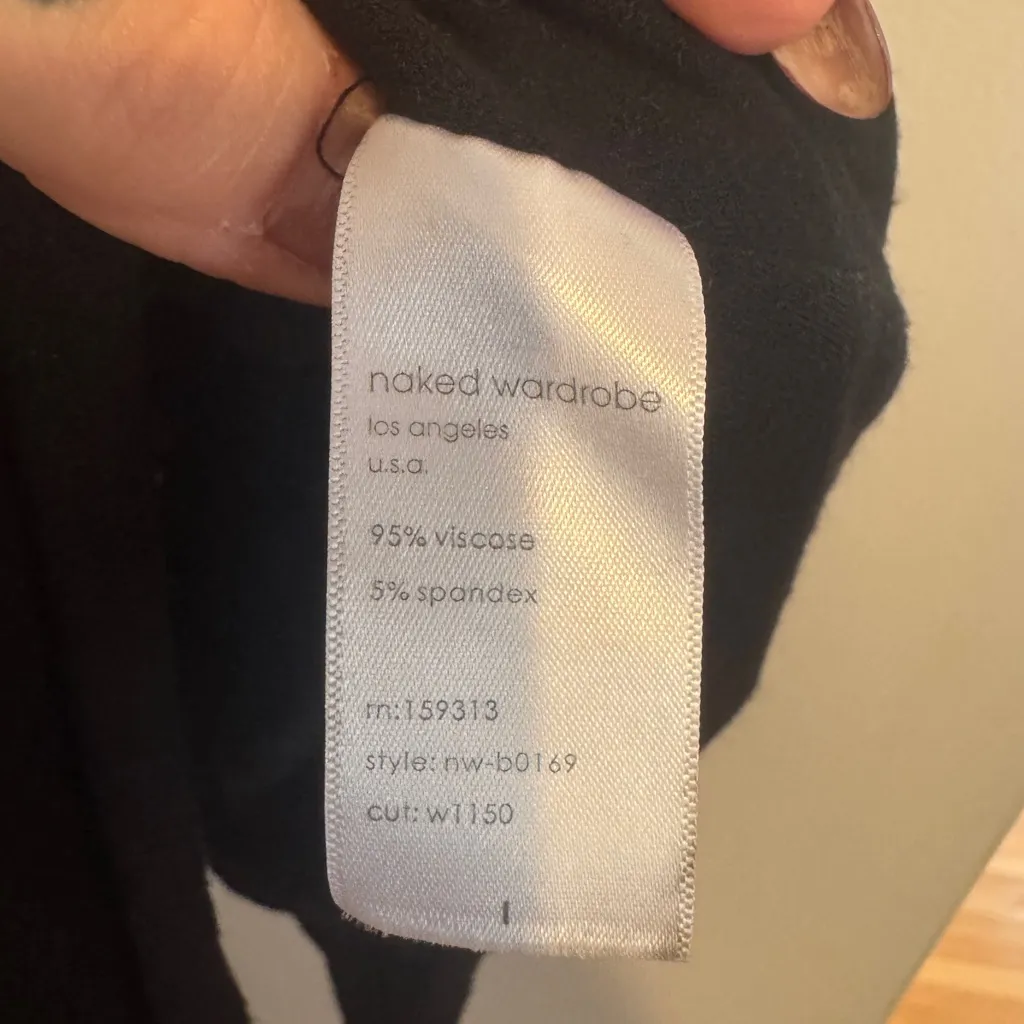 naked wardrobe
los angeles
u.s.a.
95% viscose
5% spandex
rn:159313
style: nw-b0169
cut: w1150